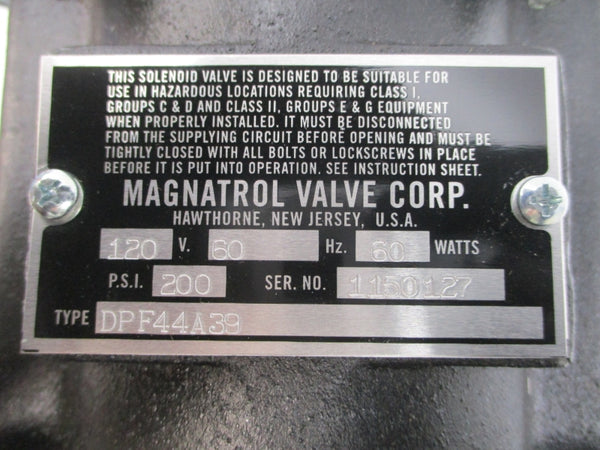 THIS SOLENOID VALVE IS DESIGNED TO BE SUITABLE FOR
USE IN HAZARDOUS LOCATIONS REQUIRING CLASS I,
GROUPS C & D AND CLASS II, GROUPS E & G EQUIPMENT
WHEN PROPERLY INSTALLED. IT MUST BE DISCONNECTED
FROM THE SUPPLYING CIRCUIT BEFORE OPENING AND MUST BE
TIGHTLY CLOSED WITH ALL BOLTS OR LOCKSCREWS IN PLACE
BEFORE IT IS PUT INTO OPERATION. SEE INSTRUCTION SHEET.
MAGNATROL VALVE CORP.
HAWTHORNE, NEW JERSEY, U.S.A.
120 V. 60 Hz. 60 WATTS
P.S.I. 200 SER. NO. 1150127
TYPE DPF44A39